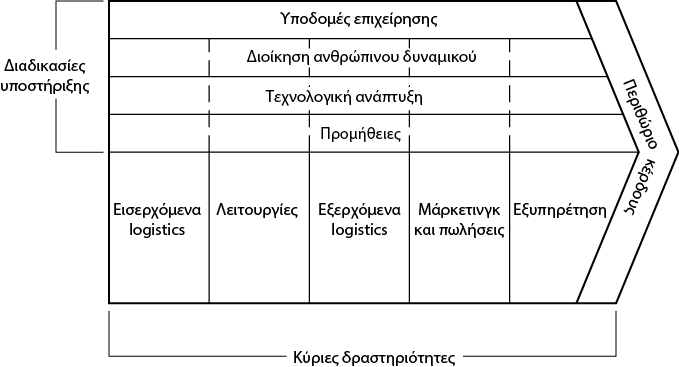 Υποδομές επιχείρησης
Διαδικασίες
υποστήριξης
Διοίκηση ανθρώπινου δυναμικού
Τεχνολογική ανάπτυξη
Προμήθειες
Περιθώριο
κέρδους
Εισερχόμενα
logistics
Λειτουργίες
Εξερχόμενα
logistics
Μάρκετινγκ
και πωλήσεις
Εξυπηρέτηση
Κύριες δραστηριότητες